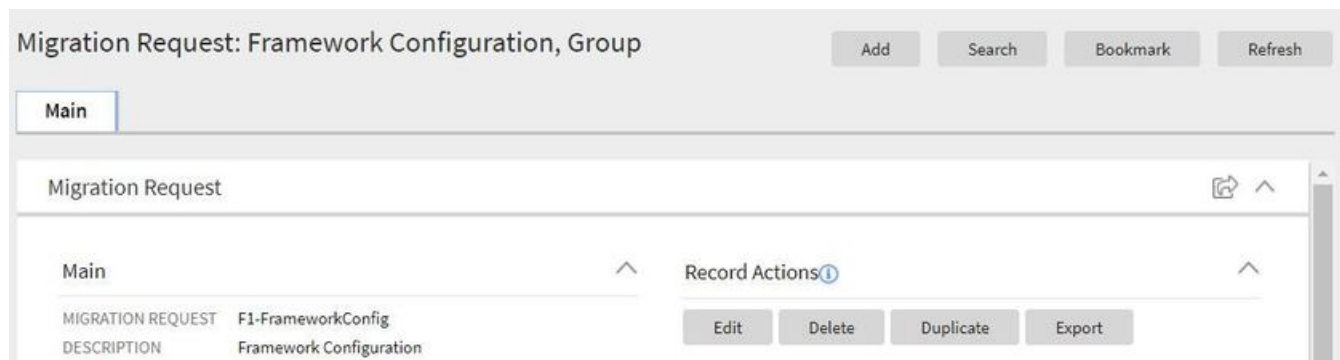 Migration Request: Framework Configuration, Group
Add Search Bookmark Refresh
Main
Migration Request
Main
Record Actions
MIGRATION REQUEST F1-FrameworkConfig
Edit Delete Duplicate Export
DESCRIPTION Framework Configuration